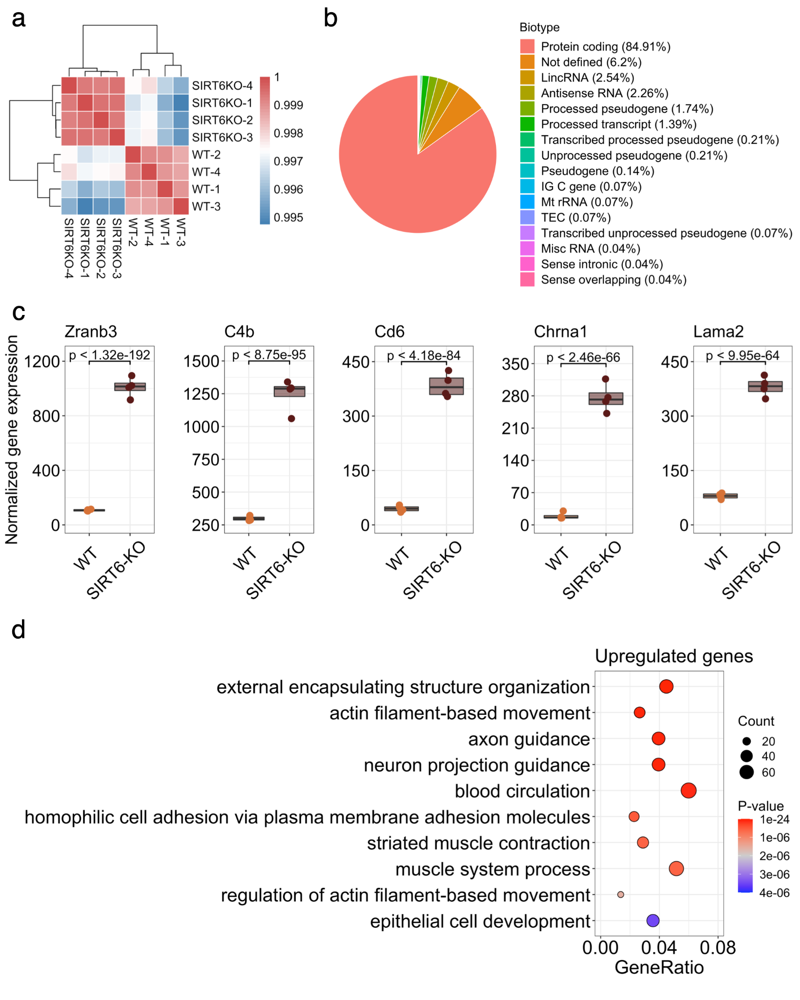 a
SIRT6KO-4
SIRT6KO-1
SIRT6KO-2
SIRT6KO-3
WT-2
WT-4
WT-1
WT-3
SIRT6KO-4
SIRT6KO-1
SIRT6KO-2
SIRT6KO-3
WT-2
WT-4
WT-1
WT-3
1
0.999
0.998
0.997
0.996
0.995
b
Biotype
Protein coding (84.91%)
Not defined (6.2%)
LincRNA (2.54%)
Antisense RNA (2.26%)
Processed pseudogene (1.74%)
Processed transcript (1.39%)
Transcribed processed pseudogene (0.21%)
Unprocessed pseudogene (0.21%)
Pseudogene (0.14%)
IG C gene (0.07%)
Mt rRNA (0.07%)
TEC (0.07%)
Transcribed unprocessed pseudogene (0.07%)
Misc RNA (0.04%)
Sense intronic (0.04%)
Sense overlapping (0.04%)
c
Normalized gene expression
Zranb3
p < 1.32e-192
1200
800
400
0
WT
SIRT6-KO
C4b
p < 8.75e-95
1500
1250
1000
750
500
250
WT
SIRT6-KO
Cd6
p < 4.18e-84
450
300
150
0
WT
SIRT6-KO
Chrna1
p < 2.46e-66
350
280
210
140
70
0
WT
SIRT6-KO
Lama2
p < 9.95e-64
450
300
150
0
WT
SIRT6-KO
d
Upregulated genes
external encapsulating structure organization
actin filament-based movement
axon guidance
neuron projection guidance
blood circulation
homophilic cell adhesion via plasma membrane adhesion molecules
striated muscle contraction
muscle system process
regulation of actin filament-based movement
epithelial cell development
0.00 0.04 0.08
GeneRatio
Count
20
40
60
P-value
1e-24
1e-06
2e-06
3e-06
4e-06